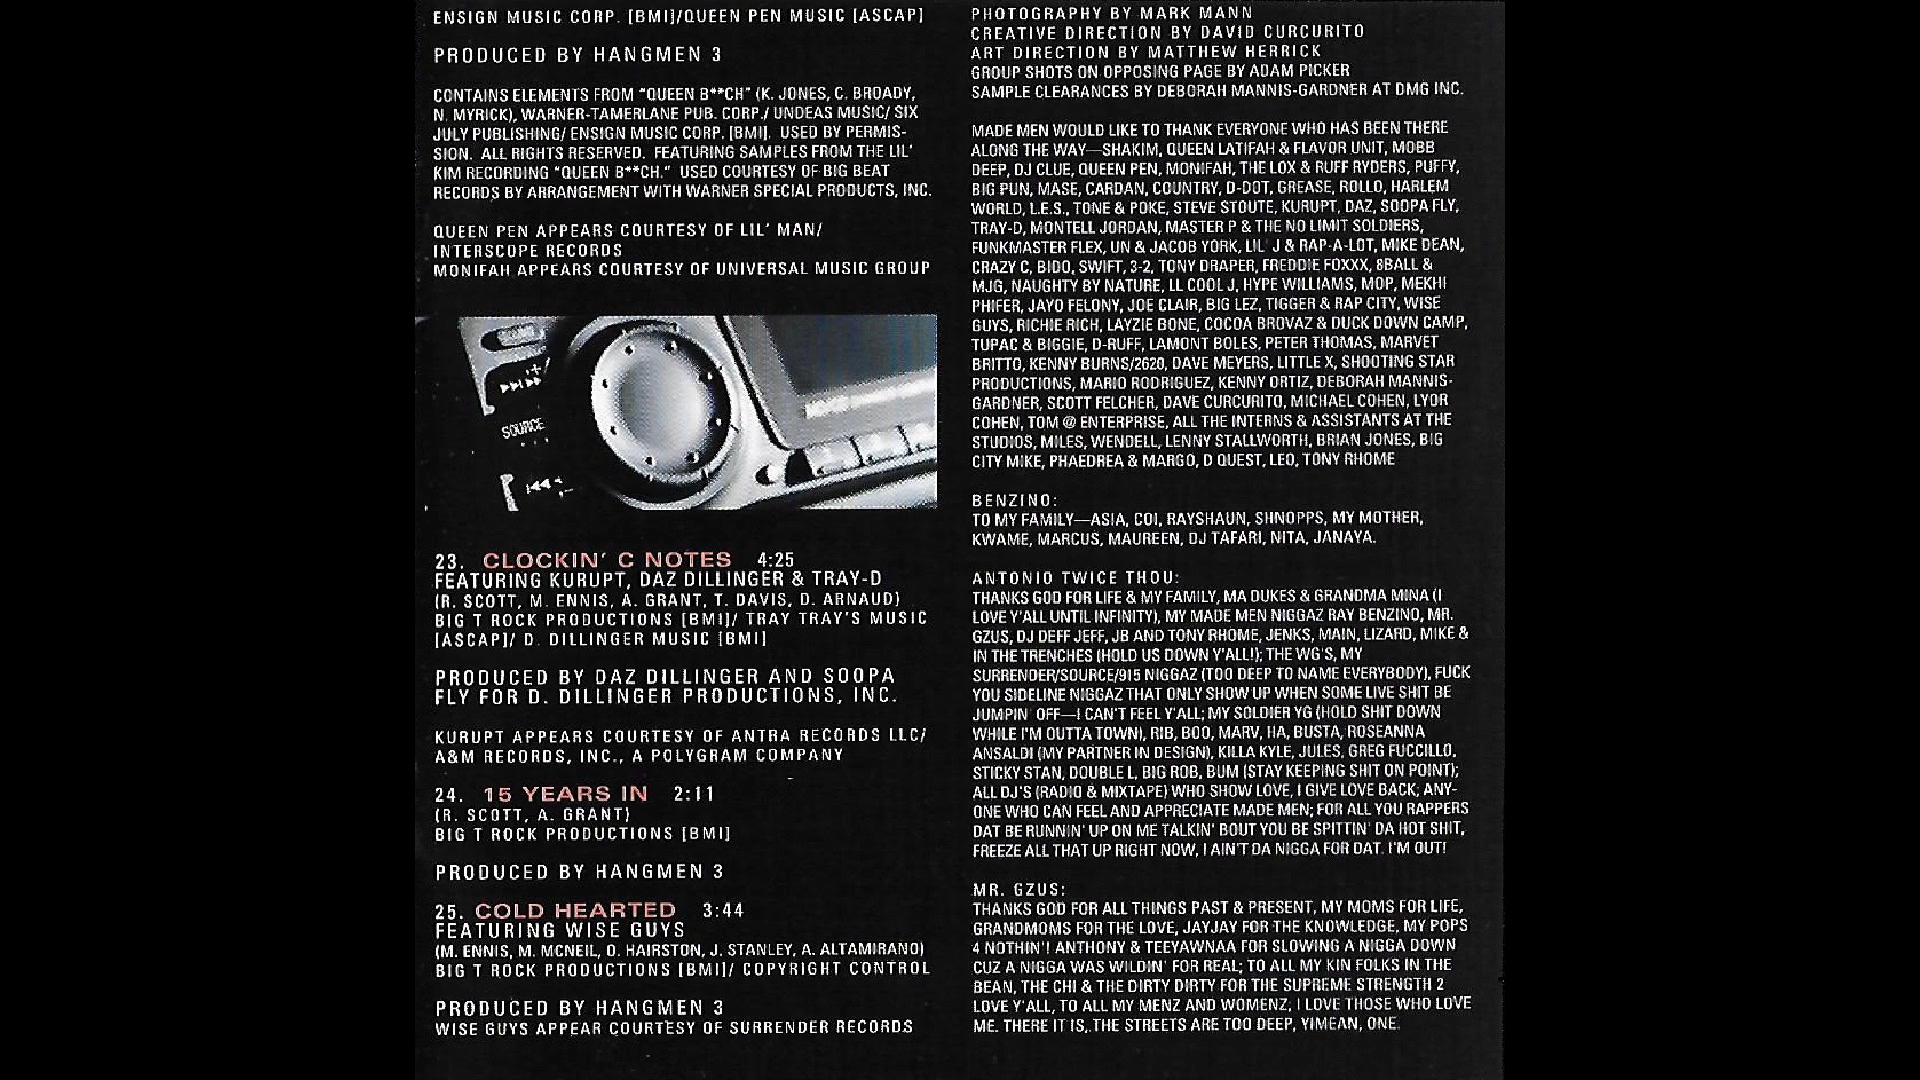 ENSIGN MUSIC CORP. [BMI]/QUEEN PEN MUSIC [ASCAP]
PRODUCED BY HANGMEN 3
CONTAINS ELEMENTS FROM "QUEEN B**CH" (K. JONES, C. BROADY,
N. MYRICK), WARNER-TAMERLANE PUB. CORP./ UNDEAS MUSIC/ SIX
JULY PUBLISHING/ ENSIGN MUSIC CORP. [BMI]. USED BY PERMIS-
SION. ALL RIGHTS RESERVED. FEATURING SAMPLES FROM THE LIL'
KIM RECORDING "QUEEN B**CH." USED COURTESY OF BIG BEAT
RECORDS BY ARRANGEMENT WITH WARNER SPECIAL PRODUCTS, INC.
QUEEN PEN APPEARS COURTESY OF LIL' MAN/
INTERSCOPE RECORDS
MONIFAH APPEARS COURTESY OF UNIVERSAL MUSIC GROUP
SOURCE
23. CLOCKIN' C NOTES 4:25
FEATURING KURUPT, DAZ DILLINGER & TRAY-D
(R. SCOTT, M. ENNIS, A. GRANT, T. DAVIS, D. ARNAUD)
BIG T ROCK PRODUCTIONS [BMI]/ TRAY TRAY'S MUSIC
[ASCAP]/ D. DILLINGER MUSIC [BMI]
PRODUCED BY DAZ DILLINGER AND SOOPA
FLY FOR D. DILLINGER PRODUCTIONS, INC.
KURUPT APPEARS COURTESY OF ANTRA RECORDS LLC/
A&M RECORDS, INC., A POLYGRAM COMPANY
24. 15 YEARS IN 2:11
(R. SCOTT, A. GRANT)
BIG T ROCK PRODUCTIONS [BMI]
PRODUCED BY HANGMEN 3
25. COLD HEARTED 3:44
FEATURING WISE GUYS
(M. ENNIS, M. MCNEIL, O. HAIRSTON, J. STANLEY, A. ALTAMIRANO)
BIG T ROCK PRODUCTIONS [BMI]/ COPYRIGHT CONTROL
PRODUCED BY HANGMEN 3
WISE GUYS APPEAR COURTESY OF SURRENDER RECORDS
PHOTOGRAPHY BY MARK MANN
CREATIVE DIRECTION BY DAVID CURCURITO
ART DIRECTION BY MATTHEW HERRICK
GROUP SHOTS ON OPPOSING PAGE BY ADAM PICKER
SAMPLE CLEARANCES BY DEBORAH MANNIS-GARDNER AT DMG INC.
MADE MEN WOULD LIKE TO THANK EVERYONE WHO HAS BEEN THERE
ALONG THE WAY—SHAKIM, QUEEN LATIFAH & FLAVOR UNIT, MOBB
DEEP, DJ CLUE, QUEEN PEN, MONIFAH, THE LOX & RUFF RYDERS, PUFFY,
BIG PUN, MASE, CARDAN, COUNTRY, D-DOT, GREASE, ROLLO, HARLEM
WORLD, L.E.S., TONE & POKE, STEVE STOUTE, KURUPT, DAZ, SOOPA FLY,
TRAY-D, MONTELL JORDAN, MASTER P & THE NO LIMIT SOLDIERS,
FUNKMASTER FLEX, UN & JACOB YORK, LIL' J & RAP-A-LOT, MIKE DEAN,
CRAZY C, BIDO, SWIFT, 3-2, TONY DRAPER, FREDDIE FOXXX, 8BALL &
MJG, NAUGHTY BY NATURE, LL COOL J, HYPE WILLIAMS, MOP, MEKHI
PHIFER, JAYO FELONY, JOE CLAIR, BIG LEZ, TIGGER & RAP CITY, WISE
GUYS, RICHIE RICH, LAYZIE BONE, COCOA BROVAZ & DUCK DOWN CAMP,
TUPAC & BIGGIE, D-RUFF, LAMONT BOLES, PETER THOMAS, MARVET
BRITTO, KENNY BURNS/2620, DAVE MEYERS, LITTLE X, SHOOTING STAR
PRODUCTIONS, MARIO RODRIGUEZ, KENNY ORTIZ, DEBORAH MANNIS-
GARDNER, SCOTT FELCHER, DAVE CURCURITO, MICHAEL COHEN, LYOR
COHEN, TOM @ ENTERPRISE, ALL THE INTERNS & ASSISTANTS AT THE
STUDIOS, MILES, WENDELL, LENNY STALLWORTH, BRIAN JONES, BIG
CITY MIKE, PHAEDREA & MARGO, D QUEST, LEO, TONY RHOME
BENZINO:
TO MY FAMILY—ASIA, COI, RAYSHAUN, SHNOPPS, MY MOTHER,
KWAME, MARCUS, MAUREEN, DJ TAFARI, NITA, JANAYA.
ANTONIO TWICE THOU:
THANKS GOD FOR LIFE & MY FAMILY, MA DUKES & GRANDMA MINA (I
LOVE Y'ALL UNTIL INFINITY), MY MADE MEN NIGGAZ RAY BENZINO, MR.
GZUS, DJ DEFF JEFF, JB AND TONY RHOME, JENKS, MAIN, LIZARD, MIKE &
IN THE TRENCHES (HOLD US DOWN Y'ALL!); THE WG'S, MY
SURRENDER/SOURCE/915 NIGGAZ (TOO DEEP TO NAME EVERYBODY), FUCK
YOU SIDELINE NIGGAZ THAT ONLY SHOW UP WHEN SOME LIVE SHIT BE
JUMPIN' OFF—I CAN'T FEEL Y'ALL; MY SOLDIER YG (HOLD SHIT DOWN
WHILE I'M OUTTA TOWN), RIB, BOO, MARV, HA, BUSTA, ROSEANNA
ANSALDI (MY PARTNER IN DESIGN), KILLA KYLE, JULES, GREG FUCCILLO,
STICKY STAN, DOUBLE L, BIG ROB, BUM (STAY KEEPING SHIT ON POINT);
ALL DJ'S (RADIO & MIXTAPE) WHO SHOW LOVE, I GIVE LOVE BACK; ANY-
ONE WHO CAN FEEL AND APPRECIATE MADE MEN; FOR ALL YOU RAPPERS
DAT BE RUNNIN' UP ON ME TALKIN' BOUT YOU BE SPITTIN' DA HOT SHIT,
FREEZE ALL THAT UP RIGHT NOW, I AIN'T DA NIGGA FOR DAT. I'M OUT!
MR. GZUS:
THANKS GOD FOR ALL THINGS PAST & PRESENT, MY MOMS FOR LIFE,
GRANDMOMS FOR THE LOVE, JAYJAY FOR THE KNOWLEDGE, MY POPS
4 NOTHIN'! ANTHONY & TEEYAWNAA FOR SLOWING A NIGGA DOWN
CUZ A NIGGA WAS WILDIN' FOR REAL; TO ALL MY KIN FOLKS IN THE
BEAN, THE CHI & THE DIRTY DIRTY FOR THE SUPREME STRENGTH 2
LOVE Y'ALL, TO ALL MY MENZ AND WOMENZ; I LOVE THOSE WHO LOVE
ME. THERE IT IS, THE STREETS ARE TOO DEEP, YIMEAN, ONE.